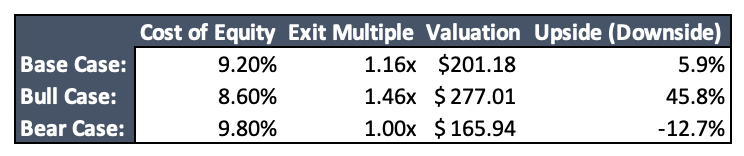 Cost of Equity Exit Multiple Valuation Upside (Downside)
Base Case: 9.20% 1.16x $201.18 5.9%
Bull Case: 8.60% 1.46x $ 277.01 45.8%
Bear Case: 9.80% 1.00x $ 165.94 -12.7%